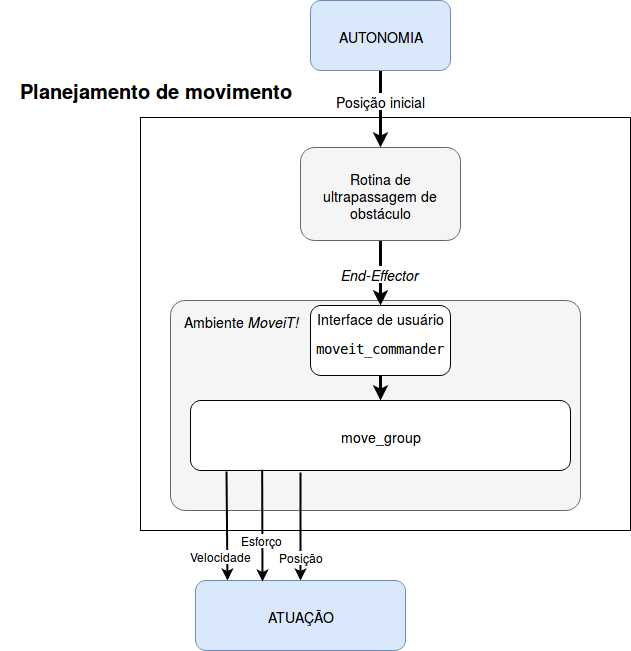 AUTONOMIA
Planejamento de movimento
Posição inicial
Rotina de
ultrapassagem de
obstáculo
End-Effector
Ambiente MoveiT!
Interface de usuário
moveit_commander
move_group
Esforço
Velocidade
Posição
ATUAÇÃO